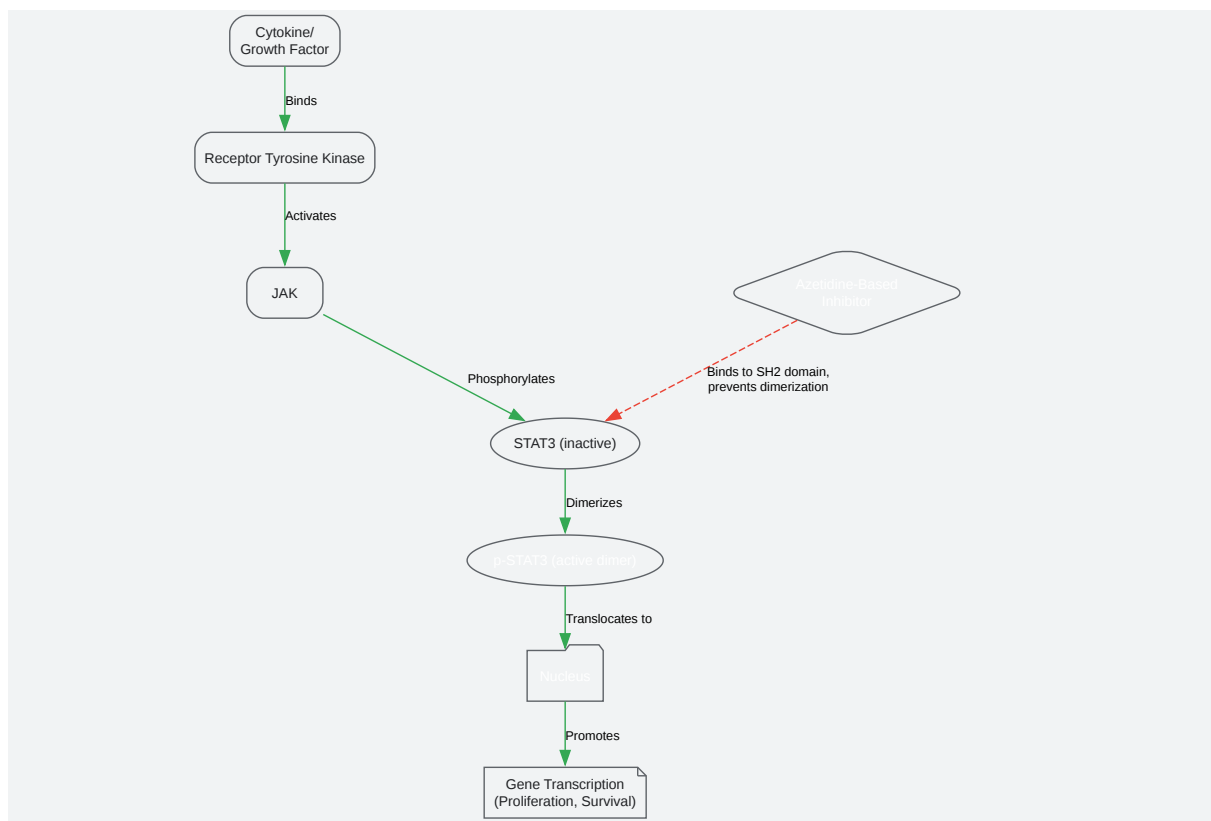 Cytokine/
Growth Factor
Binds
Receptor Tyrosine Kinase
Activates
JAK
Azetidine-Based
Inhibitor
Phosphorylates
Binds to SH2 domain,
prevents dimerization
STAT3 (inactive)
Dimerizes
p-STAT3 (active dimer)
Translocates to
Nucleus
Promotes
Gene Transcription
(Proliferation, Survival)